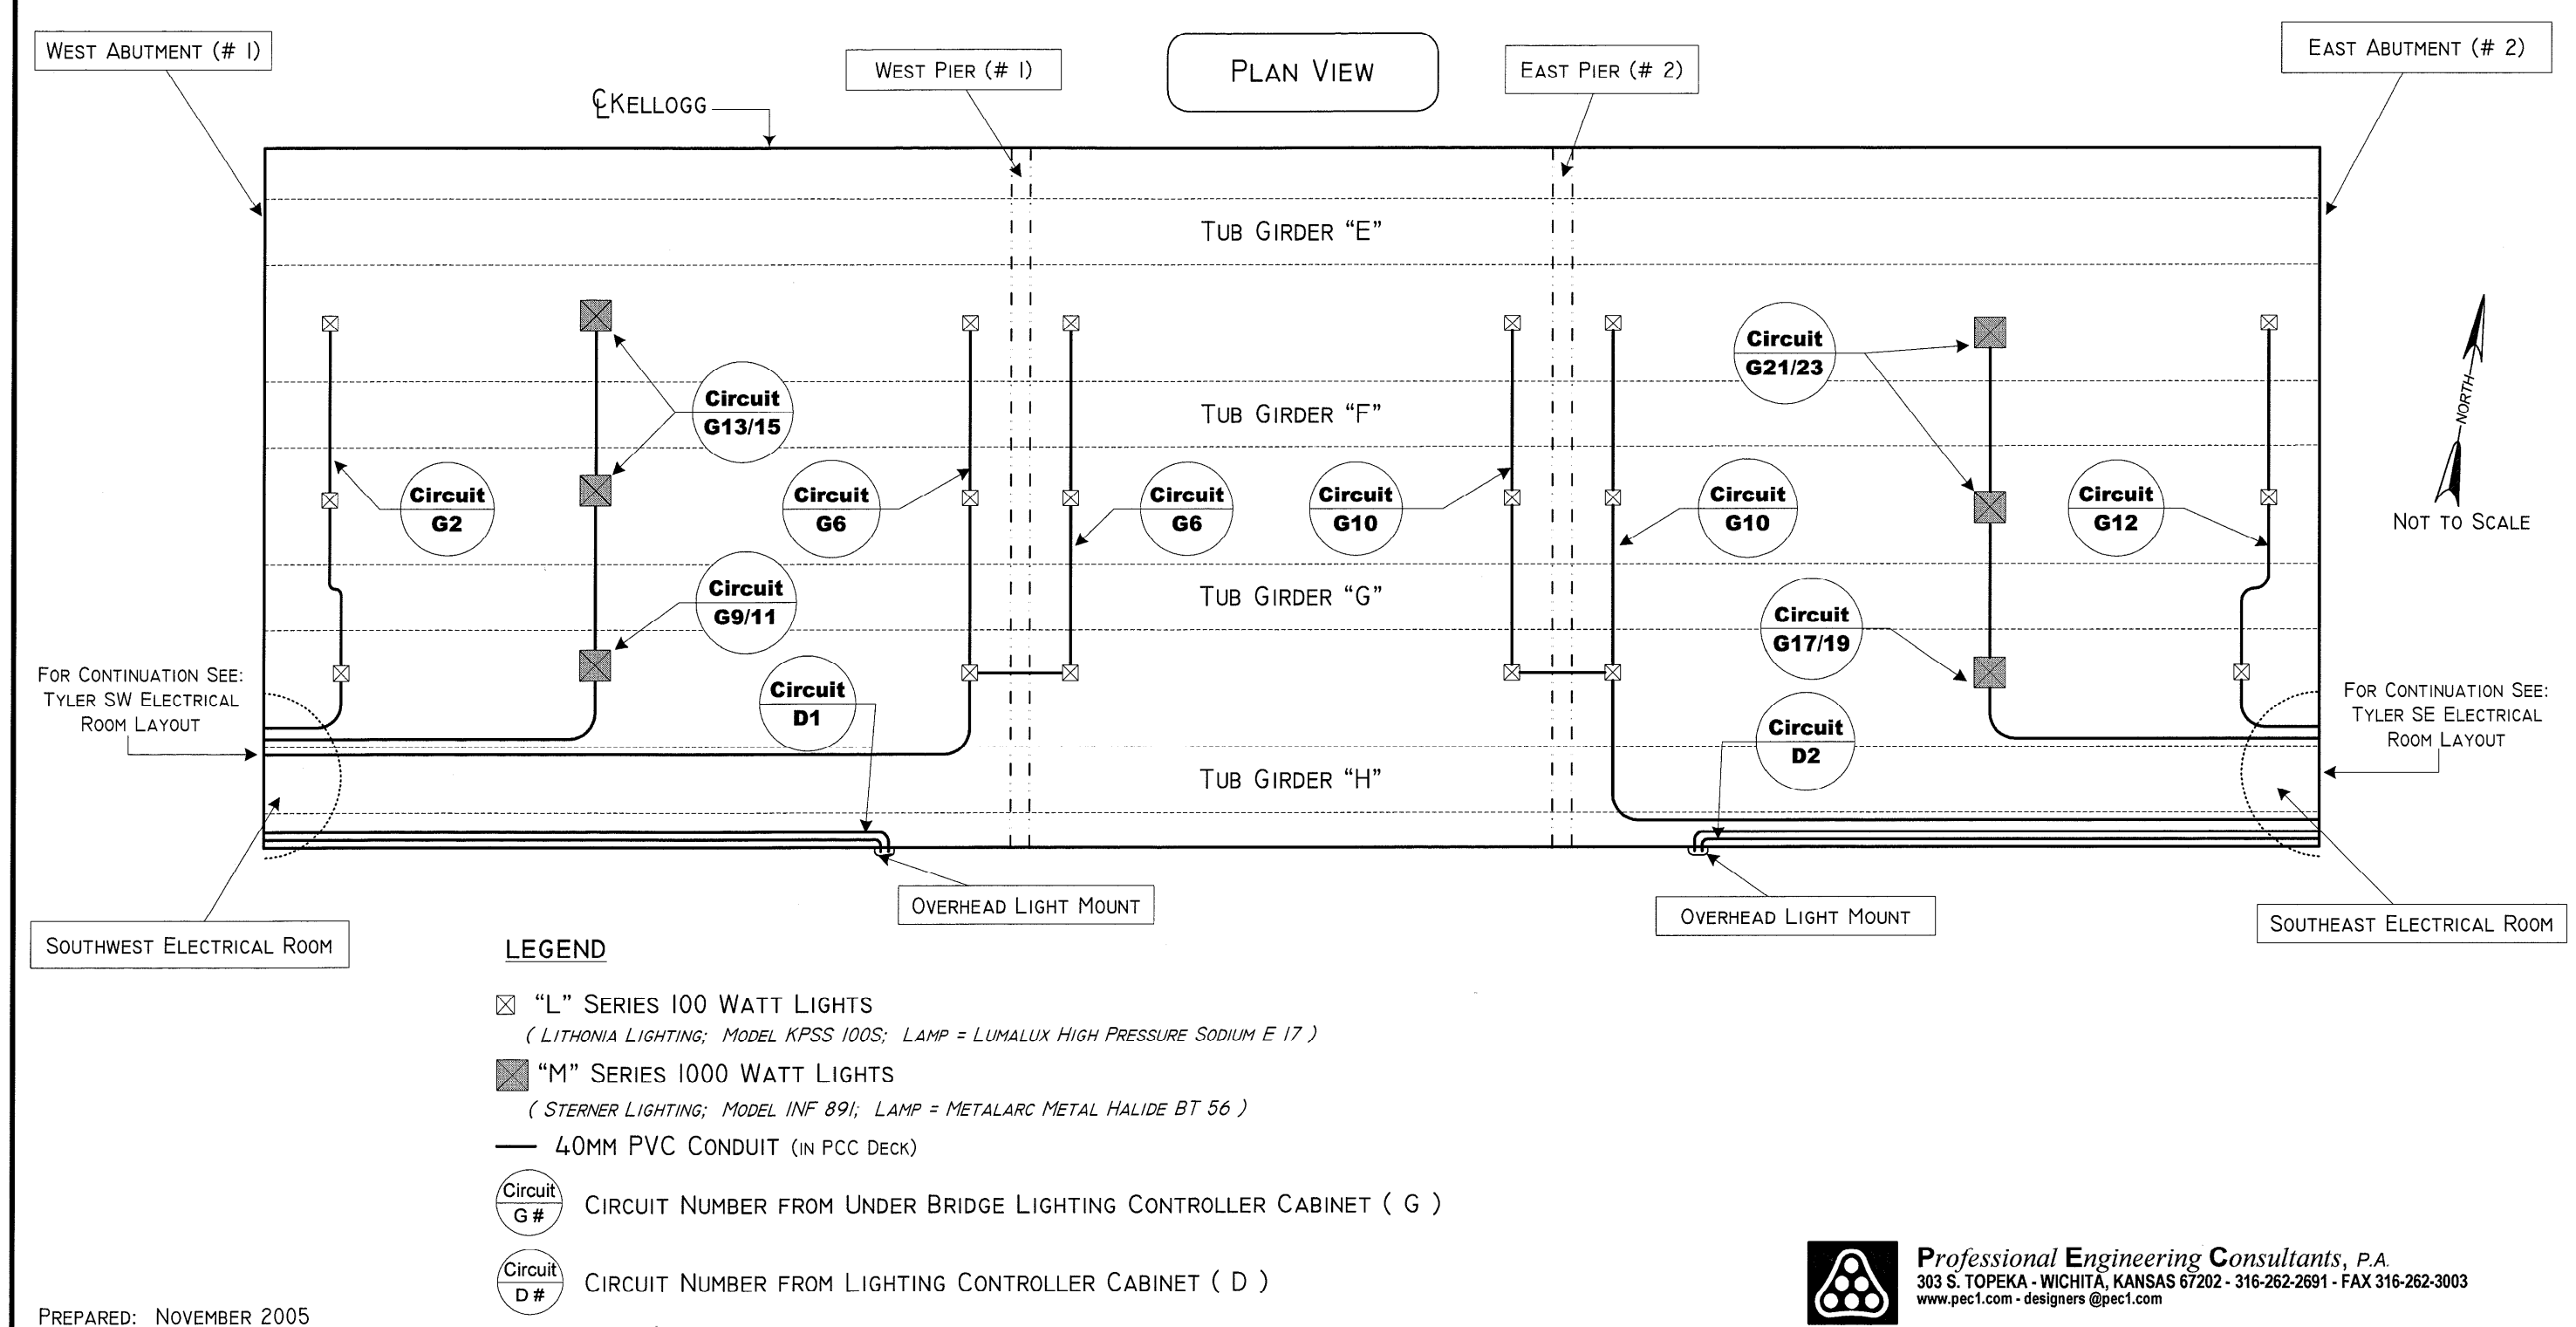 WEST ABUTMENT (# 1)
WEST PIER (# 1)
PLAN VIEW
EAST PIER (# 2)
EAST ABUTMENT (# 2)
℄ KELLOGG
TUB GIRDER "E"
Circuit
G13/15
TUB GIRDER "F"
Circuit
G21/23
NORTH
NOT TO SCALE
Circuit
G2
Circuit
G6
Circuit
G6
Circuit
G10
Circuit
G10
Circuit
G12
Circuit
G9/11
TUB GIRDER "G"
Circuit
G17/19
FOR CONTINUATION SEE:
TYLER SW ELECTRICAL
ROOM LAYOUT
Circuit
D1
Circuit
D2
FOR CONTINUATION SEE:
TYLER SE ELECTRICAL
ROOM LAYOUT
TUB GIRDER "H"
SOUTHWEST ELECTRICAL ROOM
OVERHEAD LIGHT MOUNT
OVERHEAD LIGHT MOUNT
SOUTHEAST ELECTRICAL ROOM
LEGEND
"L" SERIES 100 WATT LIGHTS
( LITHONIA LIGHTING; MODEL KPSS 100S; LAMP = LUMALUX HIGH PRESSURE SODIUM E 17 )
"M" SERIES 1000 WATT LIGHTS
( STERNER LIGHTING; MODEL INF 891; LAMP = METALARC METAL HALIDE BT 56 )
40MM PVC CONDUIT (IN PCC DECK)
Circuit
G #
CIRCUIT NUMBER FROM UNDER BRIDGE LIGHTING CONTROLLER CABINET ( G )
Circuit
D #
CIRCUIT NUMBER FROM LIGHTING CONTROLLER CABINET ( D )
PREPARED: NOVEMBER 2005
Professional Engineering Consultants, P.A.
303 S. TOPEKA - WICHITA, KANSAS 67202 - 316-262-2691 - FAX 316-262-3003
www.pec1.com - designers @pec1.com